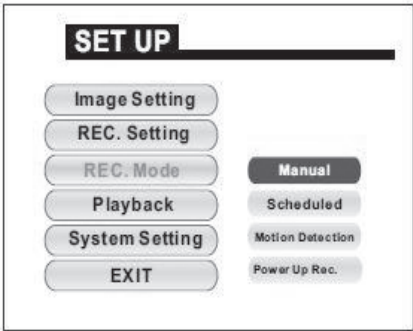 SET UP
Image Setting
REC. Setting
REC. Mode
Manual
Playback
Scheduled
System Setting
Motion Detection
EXIT
Power Up Rec.